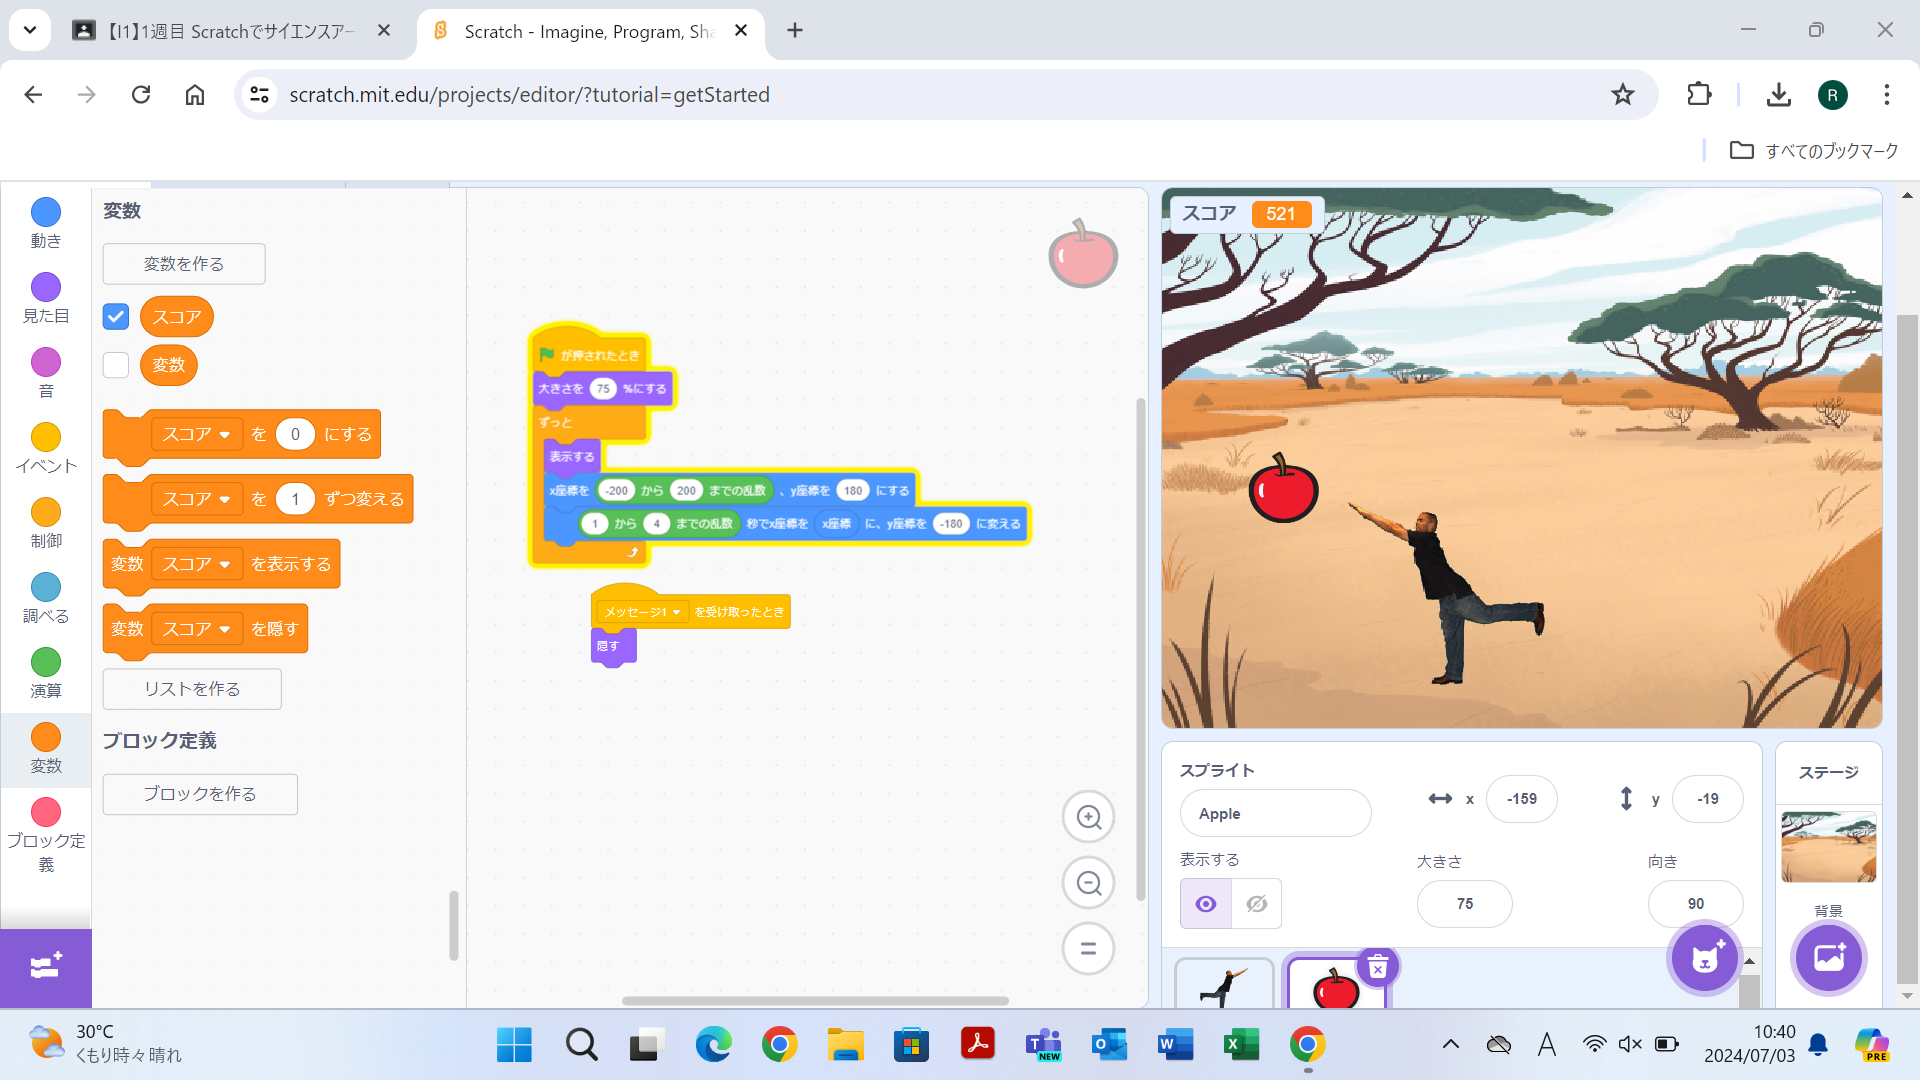 【I1】1週目 Scratchでサイエンスアー
Scratch - Imagine, Program, Sha
scratch.mit.edu/projects/editor/?tutorial=getStarted
R
すべてのブックマーク
動き
見た目
音
イベント
制御
調べる
演算
変数
ブロック定義
変数
変数を作る
スコア
変数
スコア を 0 にする
スコア を 1 ずつ変える
変数 スコア を表示する
変数 スコア を隠す
リストを作る
ブロック定義
ブロックを作る
が押されたとき
大きさを 75 %にする
ずっと
表示する
x座標を -200 から 200 までの乱数 、y座標を 180 にする
1 から 4 までの乱数 秒でx座標を x座標 に、y座標を -180 に変える
メッセージ1 を受け取ったとき
隠す
スコア 521
スプライト
Apple
x -159
y -19
表示する
大きさ 75
向き 90
ステージ
背景
30°C
くもり時々晴れ
NEW
A
10:40
2024/07/03
PRE